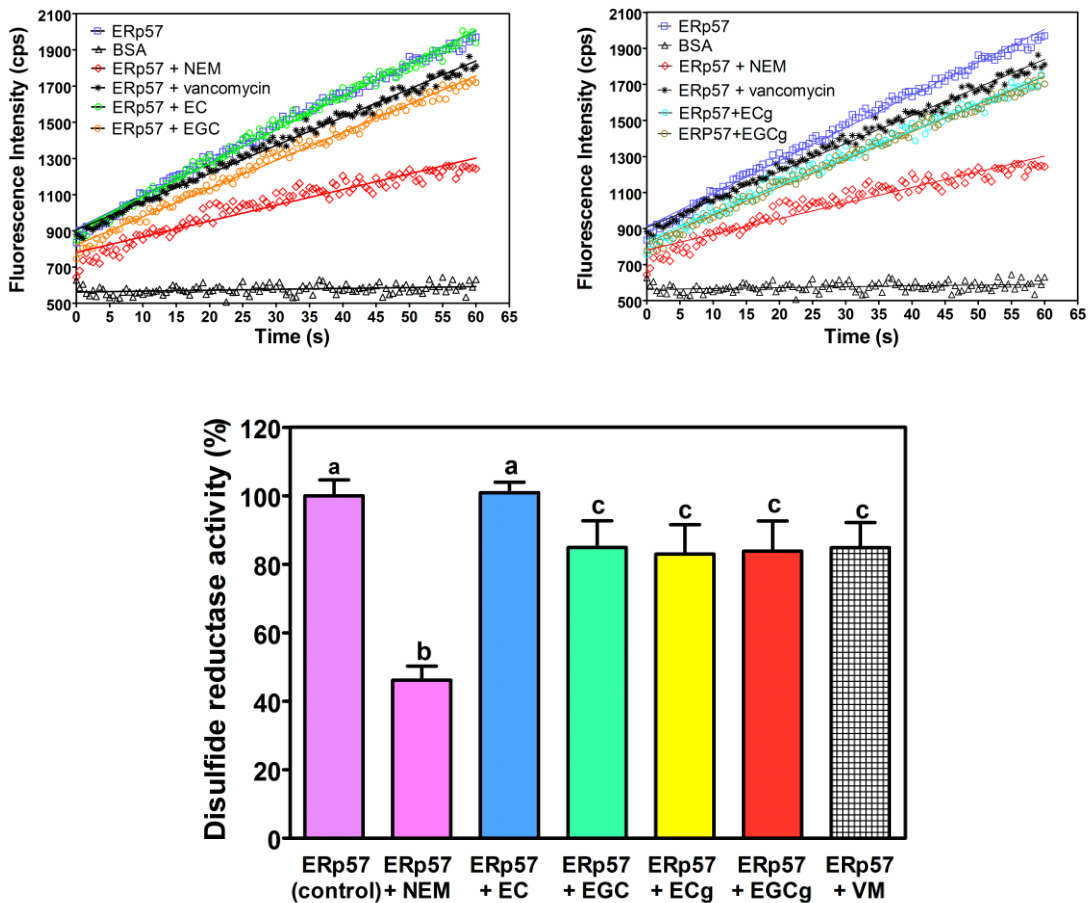 Fluorescence Intensity (cps)
2100
1900
1700
1500
1300
1100
900
700
500
ERp57
BSA
ERp57 + NEM
ERp57 + vancomycin
ERp57 + EC
ERp57 + EGC
0 5 10 15 20 25 30 35 40 45 50 55 60 65
Time (s)
Fluorescence Intensity (cps)
2100
1900
1700
1500
1300
1100
900
700
500
ERp57
BSA
ERp57 + NEM
ERp57 + vancomycin
ERp57+ECg
ERP57+EGCg
0 5 10 15 20 25 30 35 40 45 50 55 60 65
Time (s)
Disulfide reductase activity (%)
120
100
80
60
40
20
0
a
b
a
c
c
c
c
ERp57 ERp57 ERp57 ERp57 ERp57 ERp57 ERp57
(control) + NEM + EC + EGC + ECg + EGCg + VM